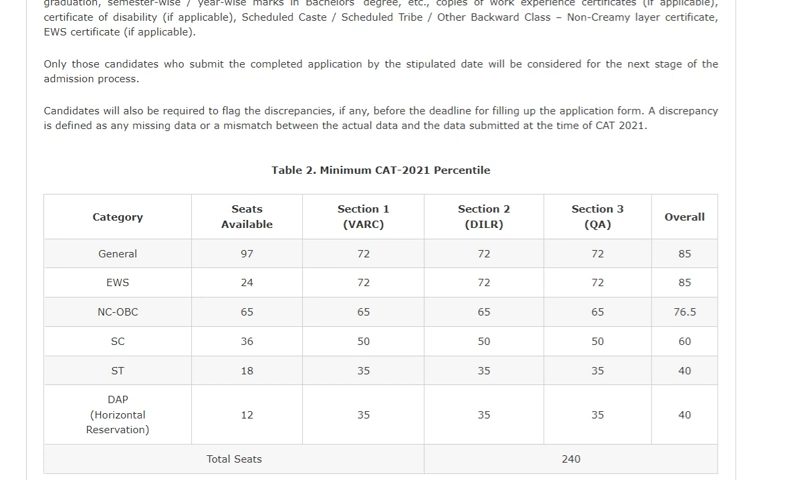 graduation, semester-wise / year-wise marks in Bachelors' degree, etc., copies of work experience certificates (if applicable),
certificate of disability (if applicable), Scheduled Caste / Scheduled Tribe / Other Backward Class – Non-Creamy layer certificate,
EWS certificate (if applicable).
Only those candidates who submit the completed application by the stipulated date will be considered for the next stage of the
admission process.
Candidates will also be required to flag the discrepancies, if any, before the deadline for filling up the application form. A discrepancy
is defined as any missing data or a mismatch between the actual data and the data submitted at the time of CAT 2021.
Table 2. Minimum CAT-2021 Percentile
Category Seats Available Section 1 (VARC) Section 2 (DILR) Section 3 (QA) Overall
General 97 72 72 72 85
EWS 24 72 72 72 85
NC-OBC 65 65 65 65 76.5
SC 36 50 50 50 60
ST 18 35 35 35 40
DAP (Horizontal Reservation) 12 35 35 35 40
Total Seats 240